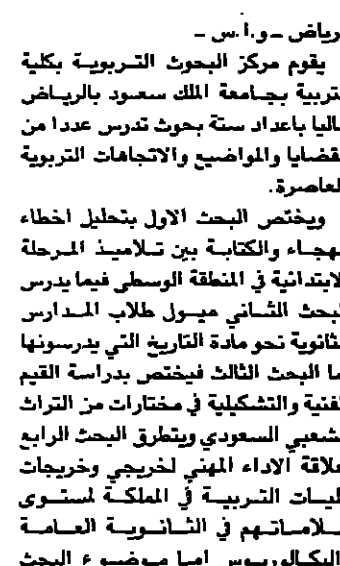 رياض - و.ا.س -
يقوم مركز البحوث التربوية بكلية
تربية بجامعة الملك سعود بالرياض
اليا باعداد ستة بحوث تدرس عددا من
قضايا والمواضيع والاتجاهات التربوية
لعاصرة.
ويختص البحث الاول بتحليل اخطاء
هجاء والكتابة بين تلاميذ المرحلة
لابتدائية في المنطقة الوسطى فيما يدرس
لبحث الثاني ميول طلاب المدارس
ثانوية نحو مادة التاريخ التي يدرسونها
ما البحث الثالث فيختص بدراسة القيم
لفنية والتشكيلية في مختارات من التراث
شعبي السعودي ويتطرق البحث الرابع
علاقة الاداء المهني لخريجي وخريجات
ليات التربية في المملكة لمستوى
ـلاماتهم في الثانوية العامة
البكالوريوس اما موضوع البحث